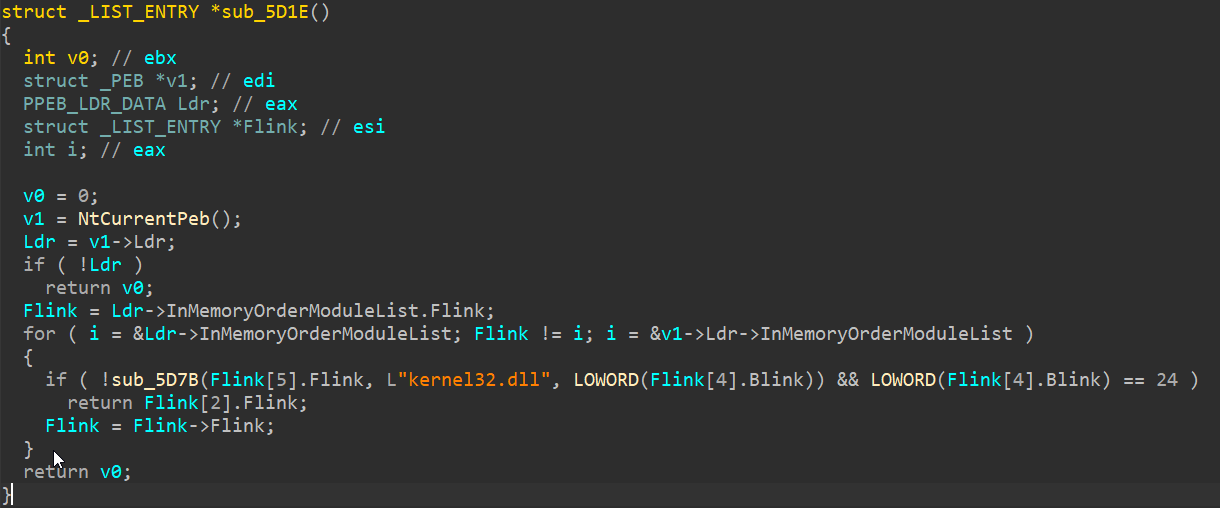 struct _LIST_ENTRY *sub_5D1E()
{
  int v0; // ebx
  struct _PEB *v1; // edi
  PPEB_LDR_DATA Ldr; // eax
  struct _LIST_ENTRY *Flink; // esi
  int i; // eax

  v0 = 0;
  v1 = NtCurrentPeb();
  Ldr = v1->Ldr;
  if ( !Ldr )
    return v0;
  Flink = Ldr->InMemoryOrderModuleList.Flink;
  for ( i = &Ldr->InMemoryOrderModuleList; Flink != i; i = &v1->Ldr->InMemoryOrderModuleList )
  {
    if ( !sub_5D7B(Flink[5].Flink, L"kernel32.dll", LOWORD(Flink[4].Blink)) && LOWORD(Flink[4].Blink) == 24 )
      return Flink[2].Flink;
    Flink = Flink->Flink;
  }
  return v0;
}